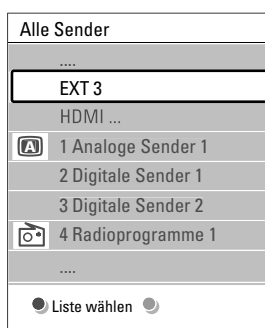 Alle Sender
....
EXT 3
HDMI ...
A 1 Analoge Sender 1
2 Digitale Sender 1
3 Digitale Sender 2
4 Radioprogramme 1
....
Liste wählen